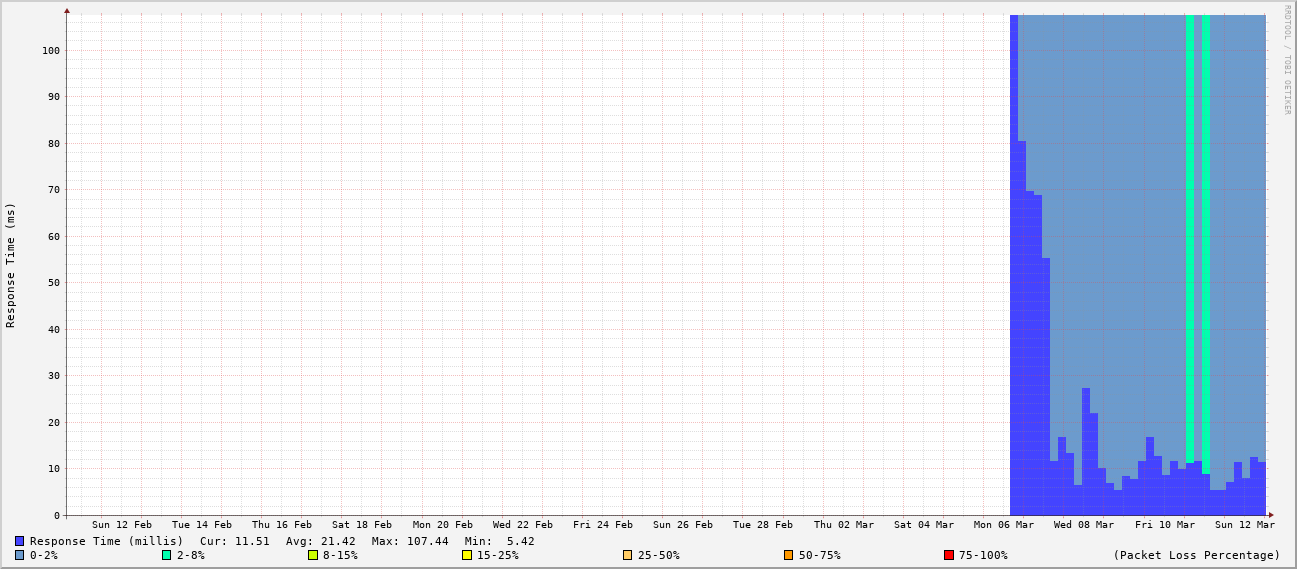 RRDTOOL / TOBI OETIKER
Response Time (ms)
100
90
80
70
60
50
40
30
20
10
0
Sun 12 Feb Tue 14 Feb Thu 16 Feb Sat 18 Feb Mon 20 Feb Wed 22 Feb Fri 24 Feb Sun 26 Feb Tue 28 Feb Thu 02 Mar Sat 04 Mar Mon 06 Mar Wed 08 Mar Fri 10 Mar Sun 12 Mar
Response Time (millis) Cur: 11.51 Avg: 21.42 Max: 107.44 Min: 5.42
0-2% 2-8% 8-15% 15-25% 25-50% 50-75% 75-100% (Packet Loss Percentage)